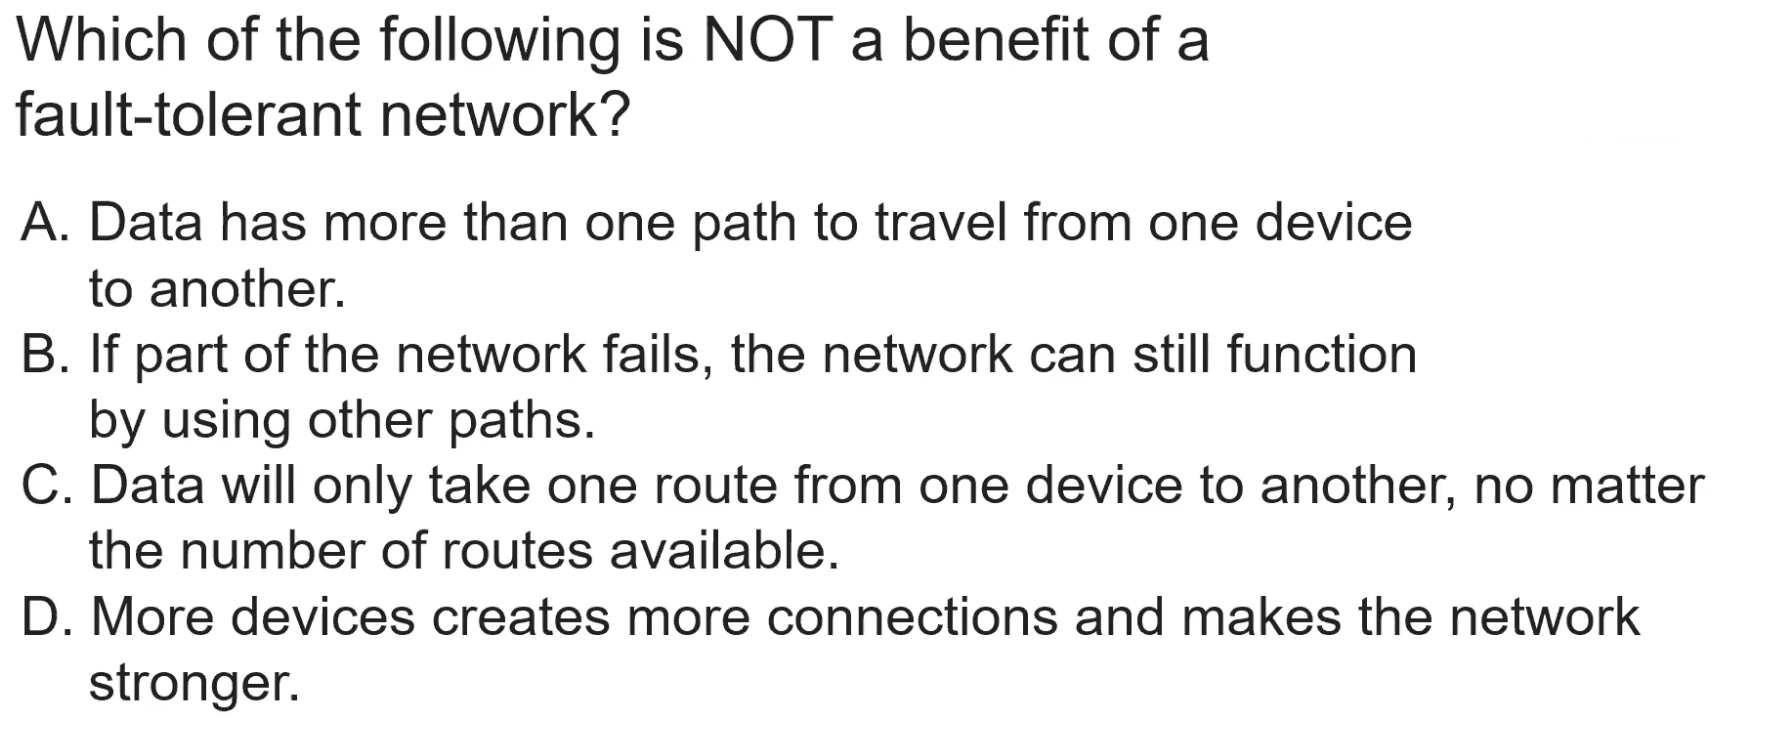 Which of the following is NOT a benefit of a
fault-tolerant network?
A. Data has more than one path to travel from one device
to another.
B. If part of the network fails, the network can still function
by using other paths.
C. Data will only take one route from one device to another, no matter
the number of routes available.
D. More devices creates more connections and makes the network
stronger.